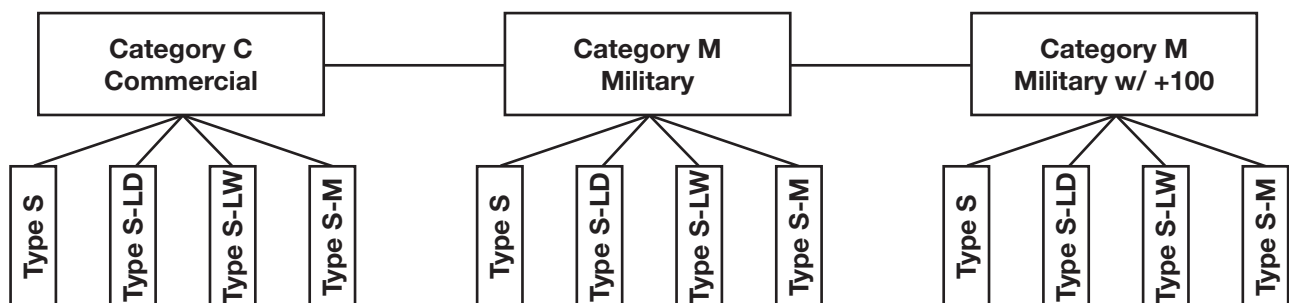 Category C
Commercial
Category M
Military
Category M
Military w/ +100
Type S
Type S-LD
Type S-LW
Type S-M
Type S
Type S-LD
Type S-LW
Type S-M
Type S
Type S-LD
Type S-LW
Type S-M